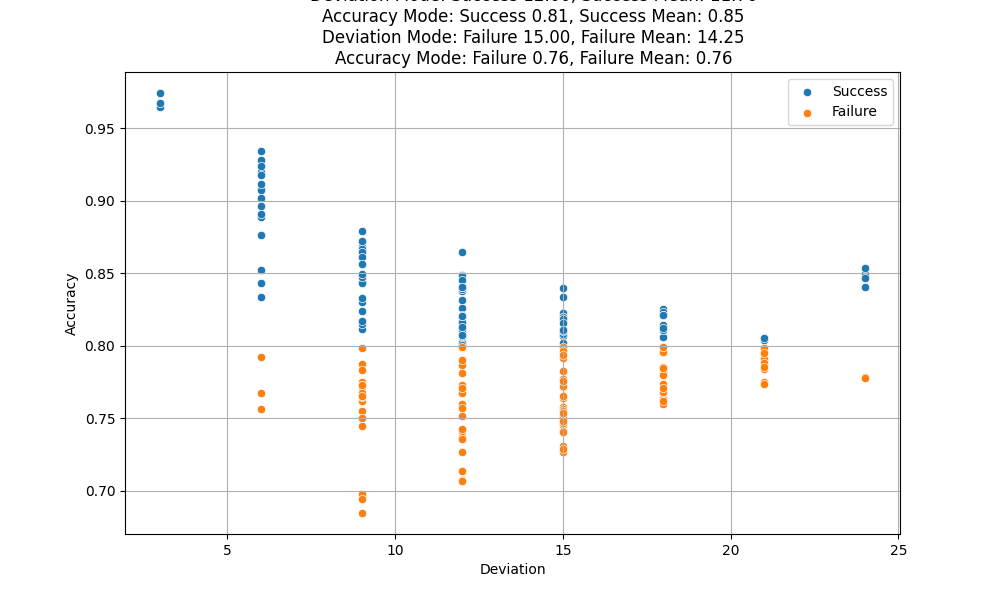 Accuracy Mode: Success 0.81, Success Mean: 0.85
Deviation Mode: Failure 15.00, Failure Mean: 14.25
Accuracy Mode: Failure 0.76, Failure Mean: 0.76
Success
Failure
0.95
0.90
0.85
0.80
0.75
0.70
Accuracy
5
10
15
20
25
Deviation